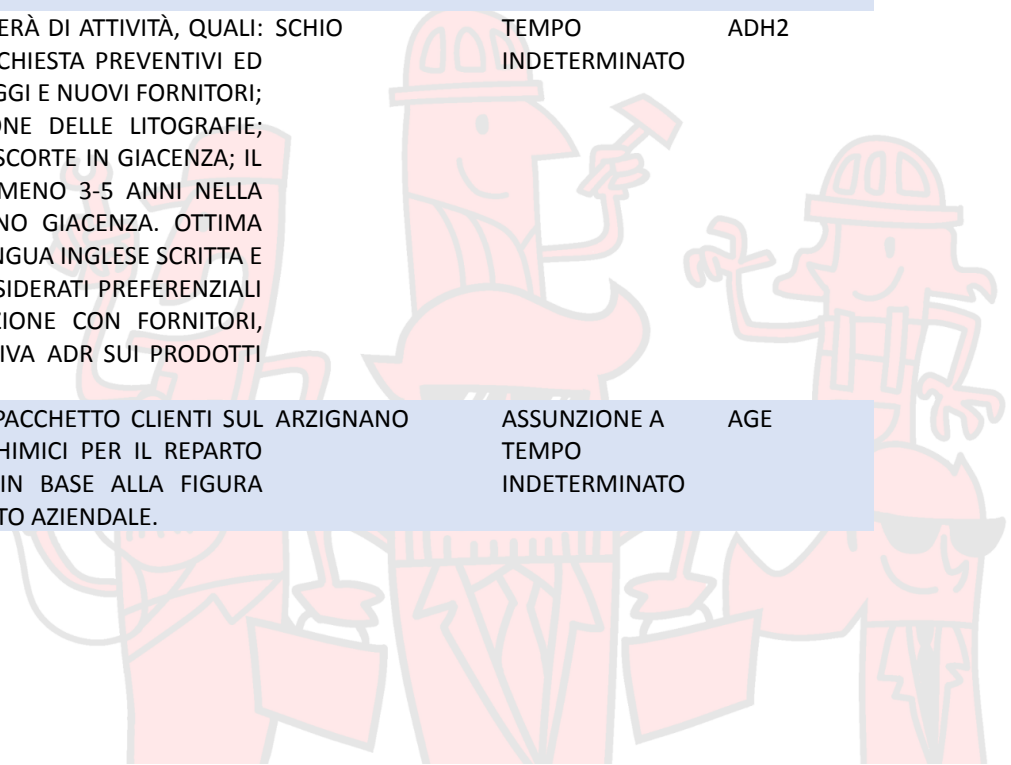 ERÀ DI ATTIVITÀ, QUALI: SCHIO TEMPO ADH2
CHIESTA PREVENTIVI ED INDETERMINATO
GGI E NUOVI FORNITORI;
ONE DELLE LITOGRAFIE;
SCORTE IN GIACENZA; IL
MENO 3-5 ANNI NELLA
NO GIACENZA. OTTIMA
NGUA INGLESE SCRITTA E
SIDERATI PREFERENZIALI
ZIONE CON FORNITORI,
IVA ADR SUI PRODOTTI
PACCHETTO CLIENTI SUL ARZIGNANO ASSUNZIONE A AGE
HIMICI PER IL REPARTO TEMPO
IN BASE ALLA FIGURA INDETERMINATO
TO AZIENDALE.